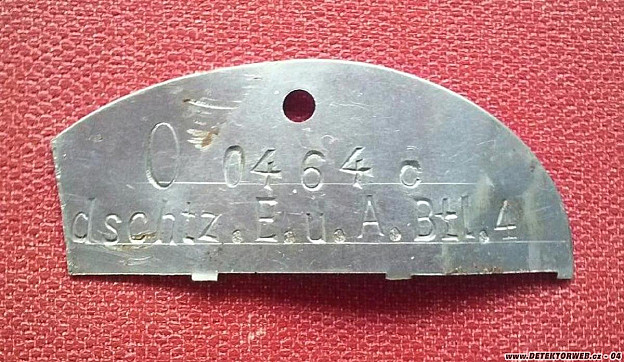 O 0464 c
dschtz.E.u.A.Btl.4
www.DETEKTORWEB.cz - 04